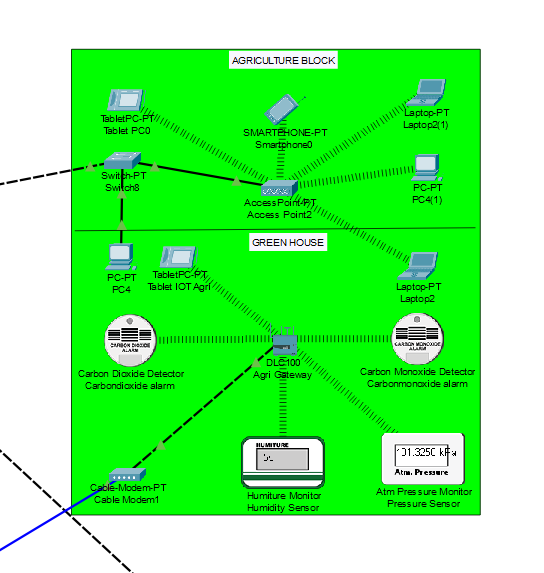 AGRICULTURE BLOCK
TabletPC-PT
Tablet PC0
SMARTPHONE-PT
Smartphone0
Laptop-PT
Laptop2(1)
Switch-PT
Switch8
AccessPoint-PT
Access Point2
PC-PT
PC4(1)
GREEN HOUSE
PC-PT
PC4
TabletPC-PT
Tablet IOT Agri
Laptop-PT
Laptop2
CARBON DIOXIDE
ALARM
Carbon Dioxide Detector
Carbondioxide alarm
DLC100
Agri Gateway
CARBON MONOXIDE
ALARM
Carbon Monoxide Detector
Carbonmonoxide alarm
Cable-Modem-PT
Cable Modem1
HUMITURE
Humiture Monitor
Humidity Sensor
101.3250 kPa
Atm. Pressure
Atm Pressure Monitor
Pressure Sensor